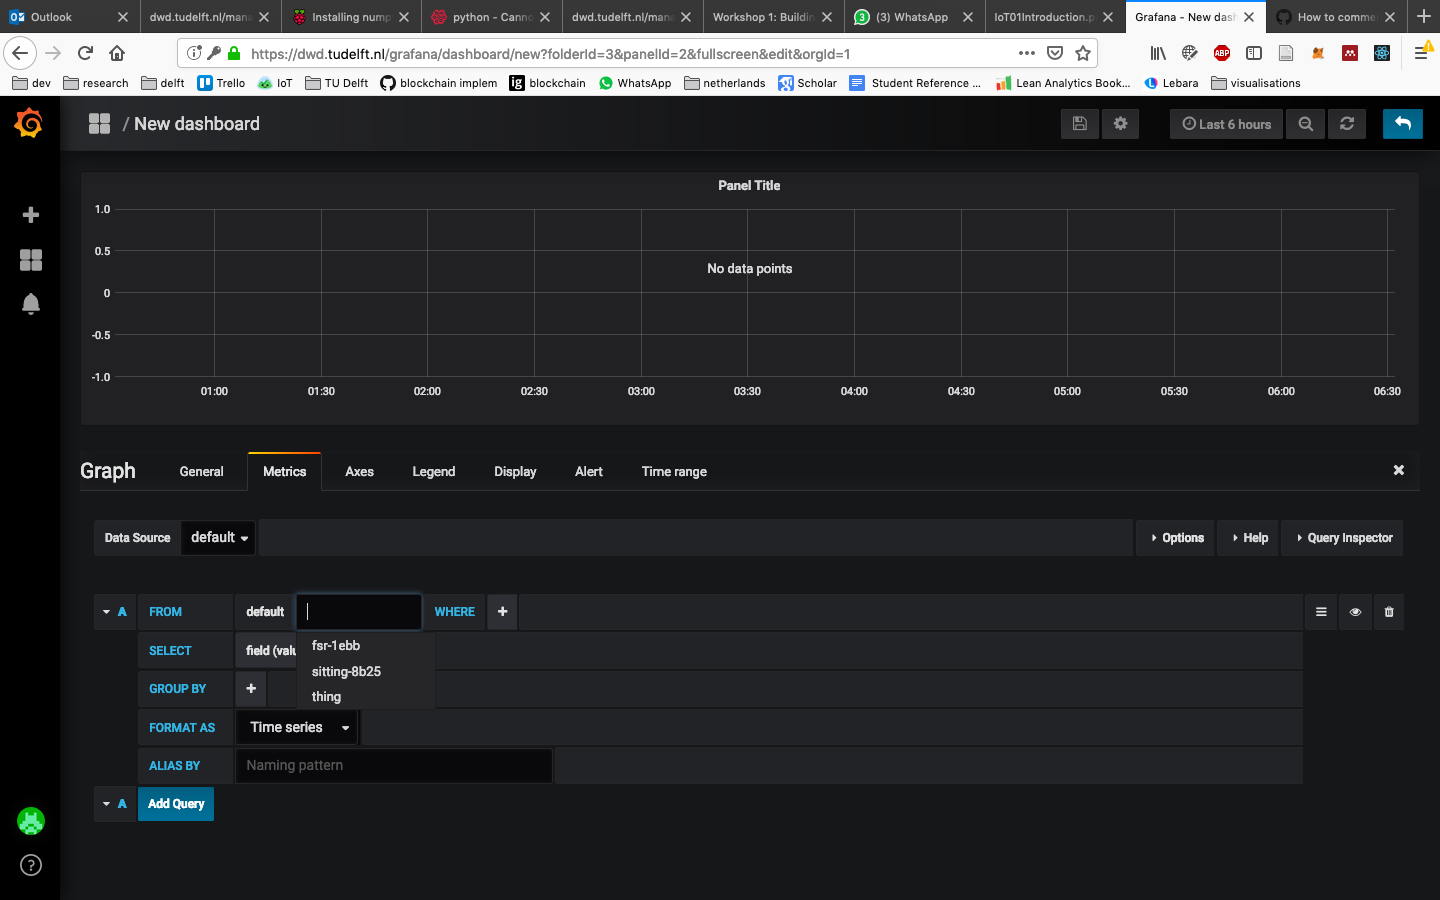 Outlook
dwd.tudelft.nl/mana
Installing nump
python - Canno
dwd.tudelft.nl/mana
Workshop 1: Buildin
3 (3) WhatsApp
IoT01Introduction.p
Grafana - New dash
How to comme
https://dwd.tudelft.nl/grafana/dashboard/new?folderId=3&panelId=2&fullscreen&edit&orgId=1
ABP
dev
research
delft
Trello
IoT
TU Delft
blockchain implem
ig blockchain
WhatsApp
netherlands
Scholar
Student Reference ...
Lean Analytics Book...
Lebara
visualisations
/ New dashboard
Last 6 hours
Panel Title
1.0
0.5
0
-0.5
-1.0
No data points
01:00 01:30 02:00 02:30 03:00 03:30 04:00 04:30 05:00 05:30 06:00 06:30
Graph
General
Metrics
Axes
Legend
Display
Alert
Time range
Data Source default
Options
Help
Query Inspector
A FROM default WHERE +
fsr-1ebb
sitting-8b25
thing
SELECT field (valu
GROUP BY +
FORMAT AS Time series
ALIAS BY Naming pattern
A Add Query
?